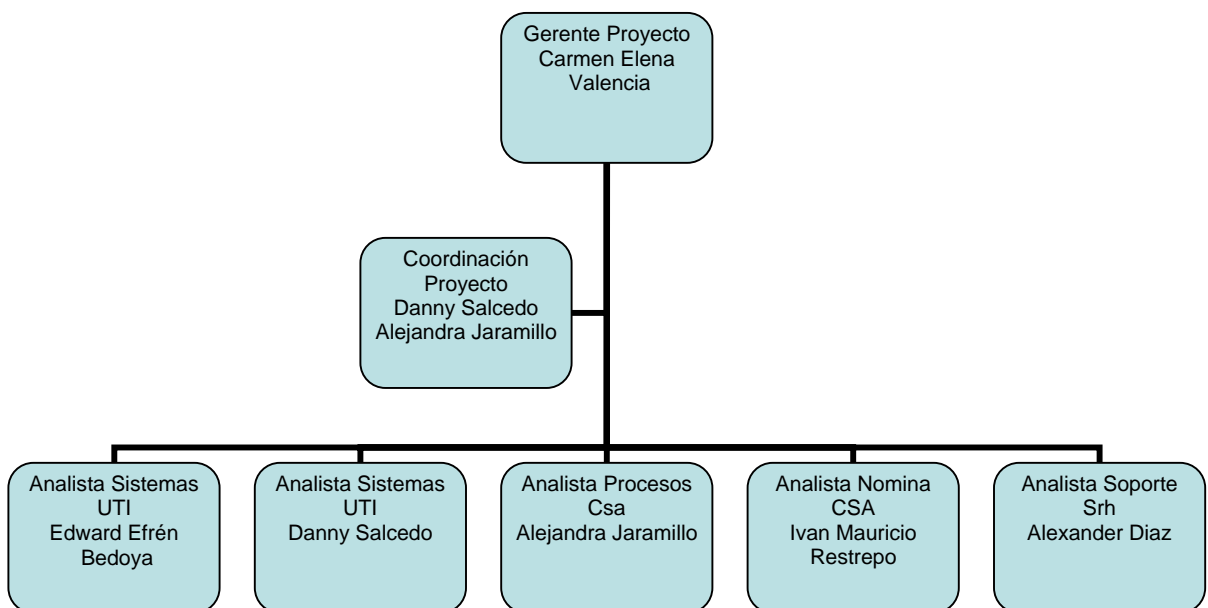 Gerente Proyecto
Carmen Elena
Valencia
Coordinación
Proyecto
Danny Salcedo
Alejandra Jaramillo
Analista Sistemas
UTI
Edward Efrén
Bedoya
Analista Sistemas
UTI
Danny Salcedo
Analista Procesos
Csa
Alejandra Jaramillo
Analista Nomina
CSA
Ivan Mauricio
Restrepo
Analista Soporte
Srh
Alexander Diaz